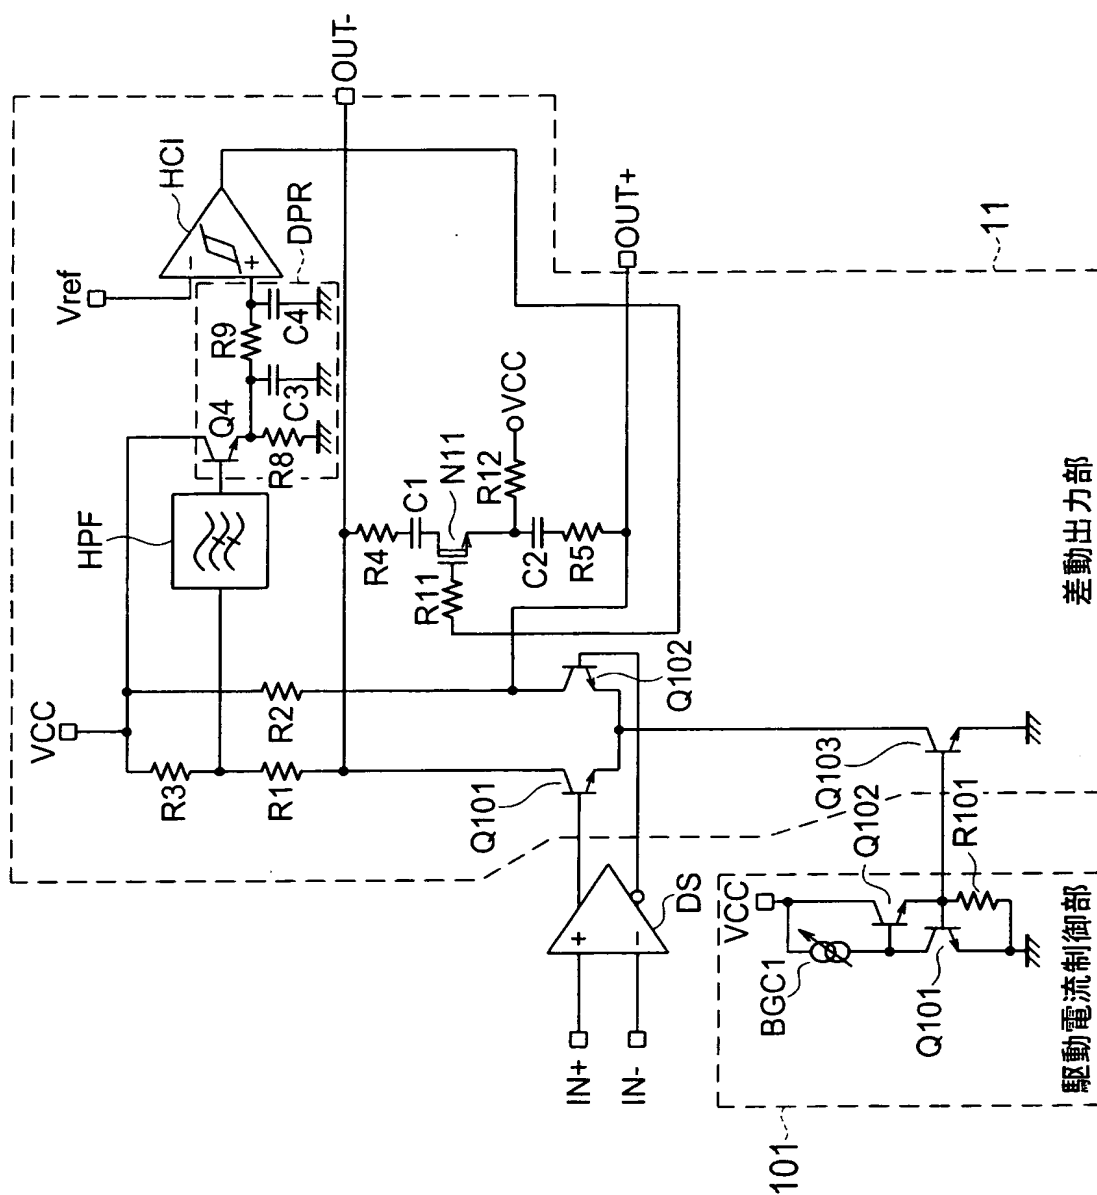 OUT-
HCI
DPR
Vref
-
+
R9
C4
C3
Q4
R8
HPF
OUT+
11
VCC
N11
R12
C1
R4
R11
C2
R5
VCC
R3
R2
R1
Q101
Q102
Q103
差動出力部
DS
+
-
IN+
IN-
VCC
Q102
R101
BGC1
Q101
駆動電流制御部
101